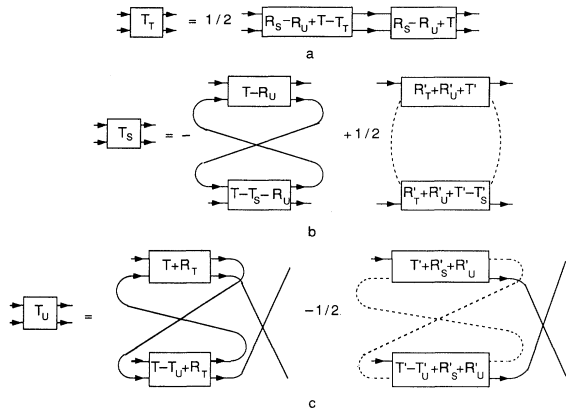 T_T = 1/2 R_S−R_U+T−T_T R_S−R_U+T
a
T−R_U R'_T+R'_U+T'
T_S = − +1/2
T−T_S−R_U R'_T+R'_U+T'−T'_S
b
T+R_T T'+R'_S+R'_U
T_U = −1/2
T−T_U+R_T T'−T'_U+R'_S+R'_U
c